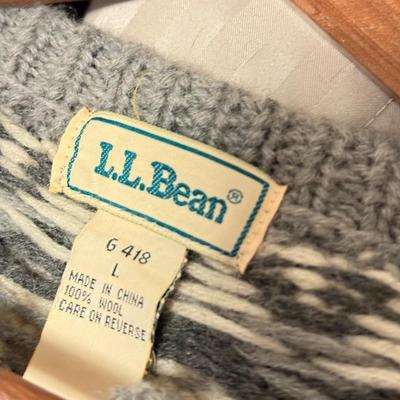 L.L.Bean®
G 418
L
MADE IN CHINA
100% WOOL
CARE ON REVERSE